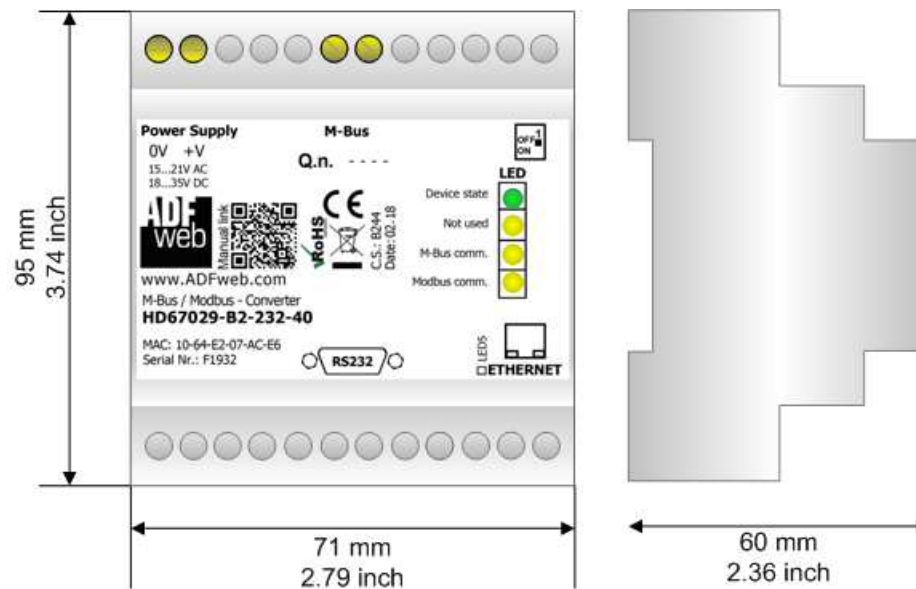 Power Supply
M-Bus
0V +V
15...21V AC
18...35V DC
Q.n. - - - -
OFF 1
ON
LED
Device state
Not used
M-Bus comm.
Modbus comm.
ADF
web
Manual link
RoHS
CE
C.S.: B244
Date: 02-18
www.ADFweb.com
M-Bus / Modbus - Converter
HD67029-B2-232-40
MAC: 10-64-E2-07-AC-E6
Serial Nr.: F1932
RS232
LEDS
ETHERNET
95 mm
3.74 inch
71 mm
2.79 inch
60 mm
2.36 inch